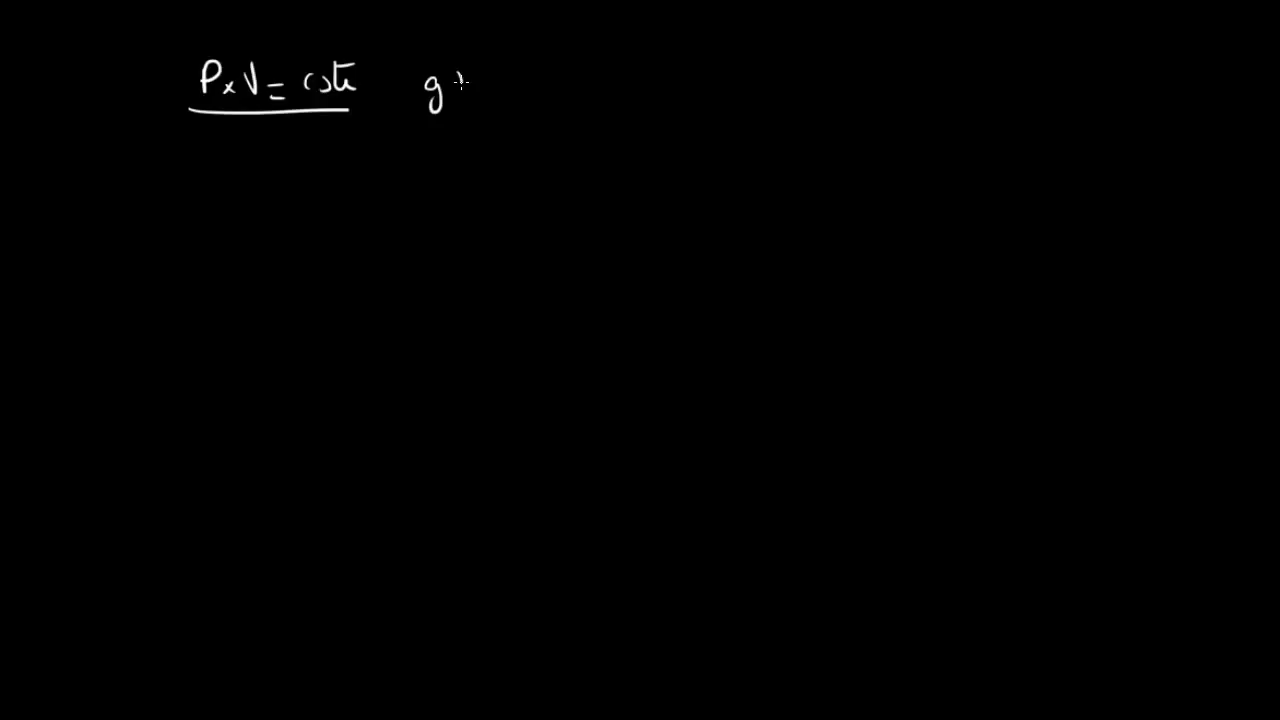 P × V = cste g